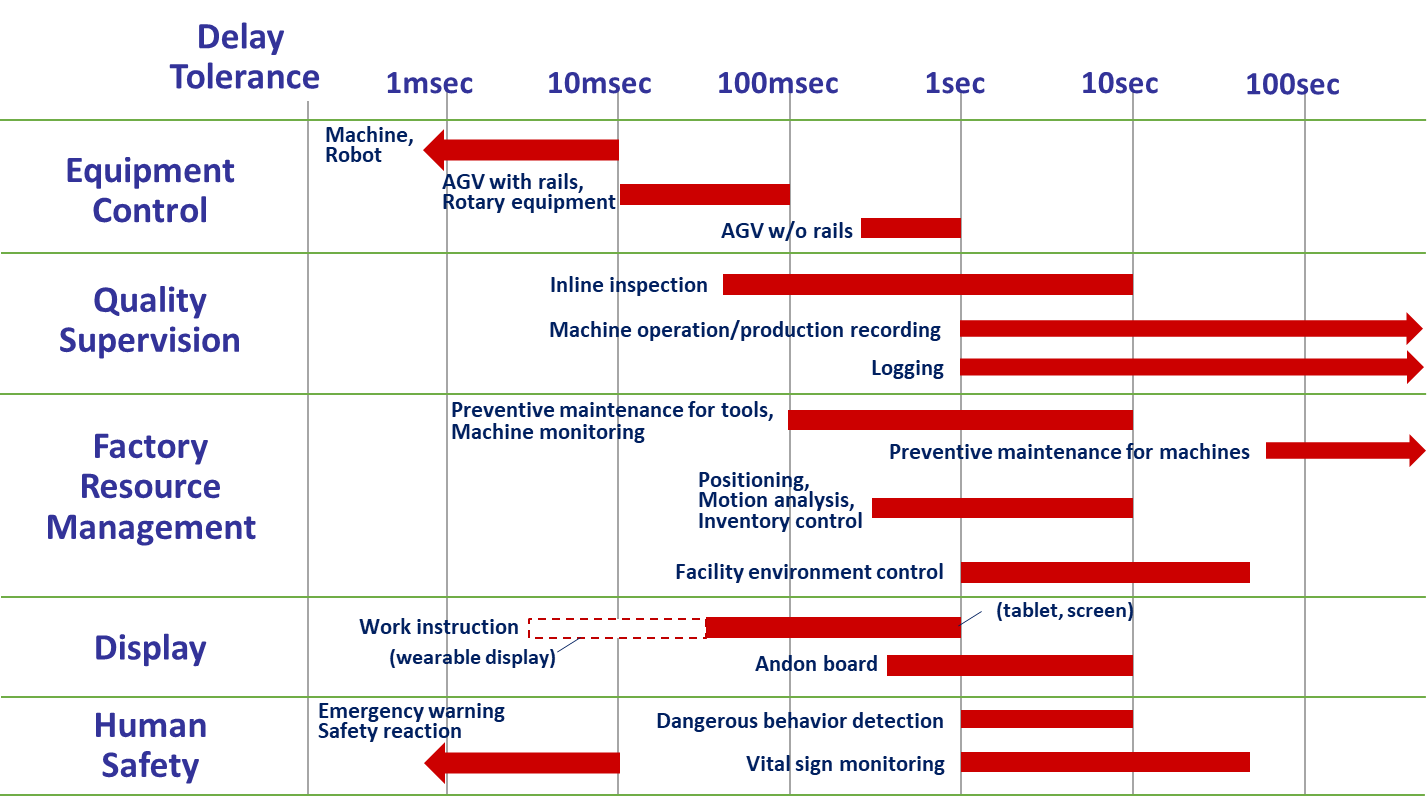 Delay
Tolerance
1msec
10msec
100msec
1sec
10sec
100sec
Equipment
Control
Machine,
Robot
AGV with rails,
Rotary equipment
AGV w/o rails
Quality
Supervision
Inline inspection
Machine operation/production recording
Logging
Factory
Resource
Management
Preventive maintenance for tools,
Machine monitoring
Preventive maintenance for machines
Positioning,
Motion analysis,
Inventory control
Facility environment control
Display
Work instruction
(wearable display)
(tablet, screen)
Andon board
Human
Safety
Emergency warning
Safety reaction
Dangerous behavior detection
Vital sign monitoring